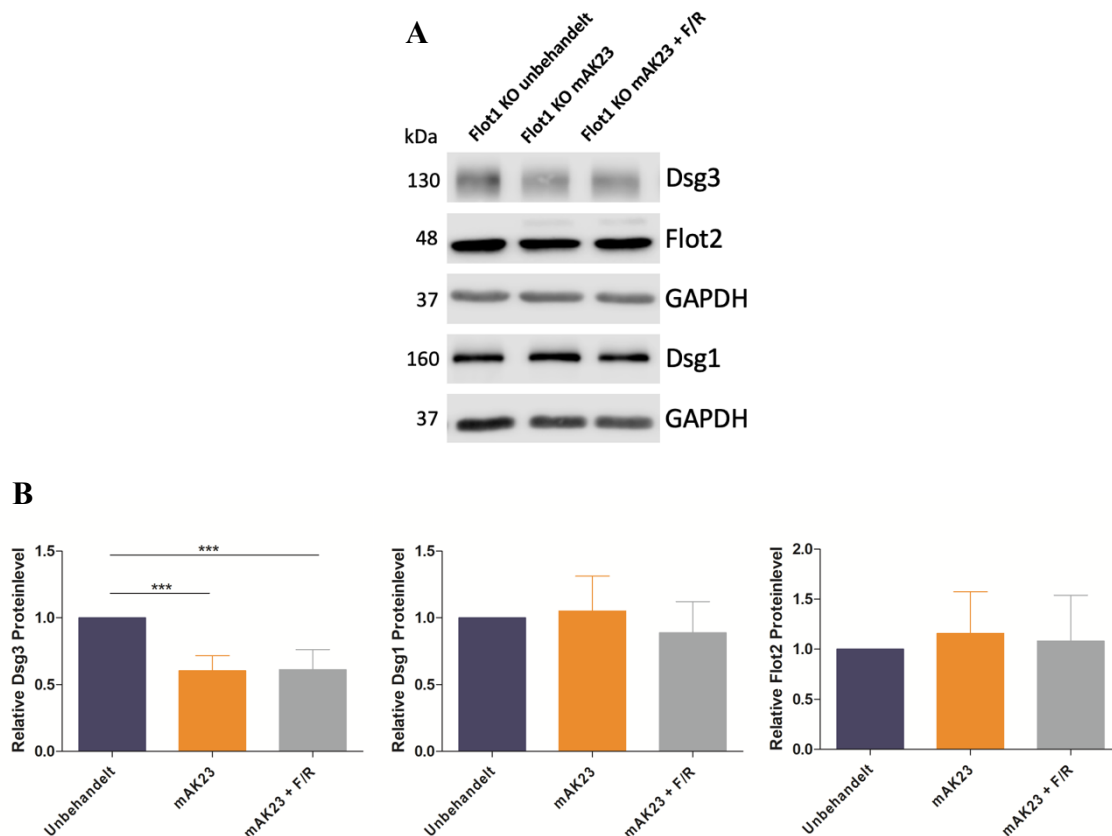 A
Flot1 KO unbehandelt
Flot1 KO mAK23
Flot1 KO mAK23 + F/R
kDa
130 Dsg3
48 Flot2
37 GAPDH
160 Dsg1
37 GAPDH
B
Relative Dsg3 Proteinlevel
1.5
1.0
0.5
0.0
***
***
Unbehandelt
mAK23
mAK23 + F/R
Relative Dsg1 Proteinlevel
1.5
1.0
0.5
0.0
Unbehandelt
mAK23
mAK23 + F/R
Relative Flot2 Proteinlevel
2.0
1.5
1.0
0.5
0.0
Unbehandelt
mAK23
mAK23 + F/R